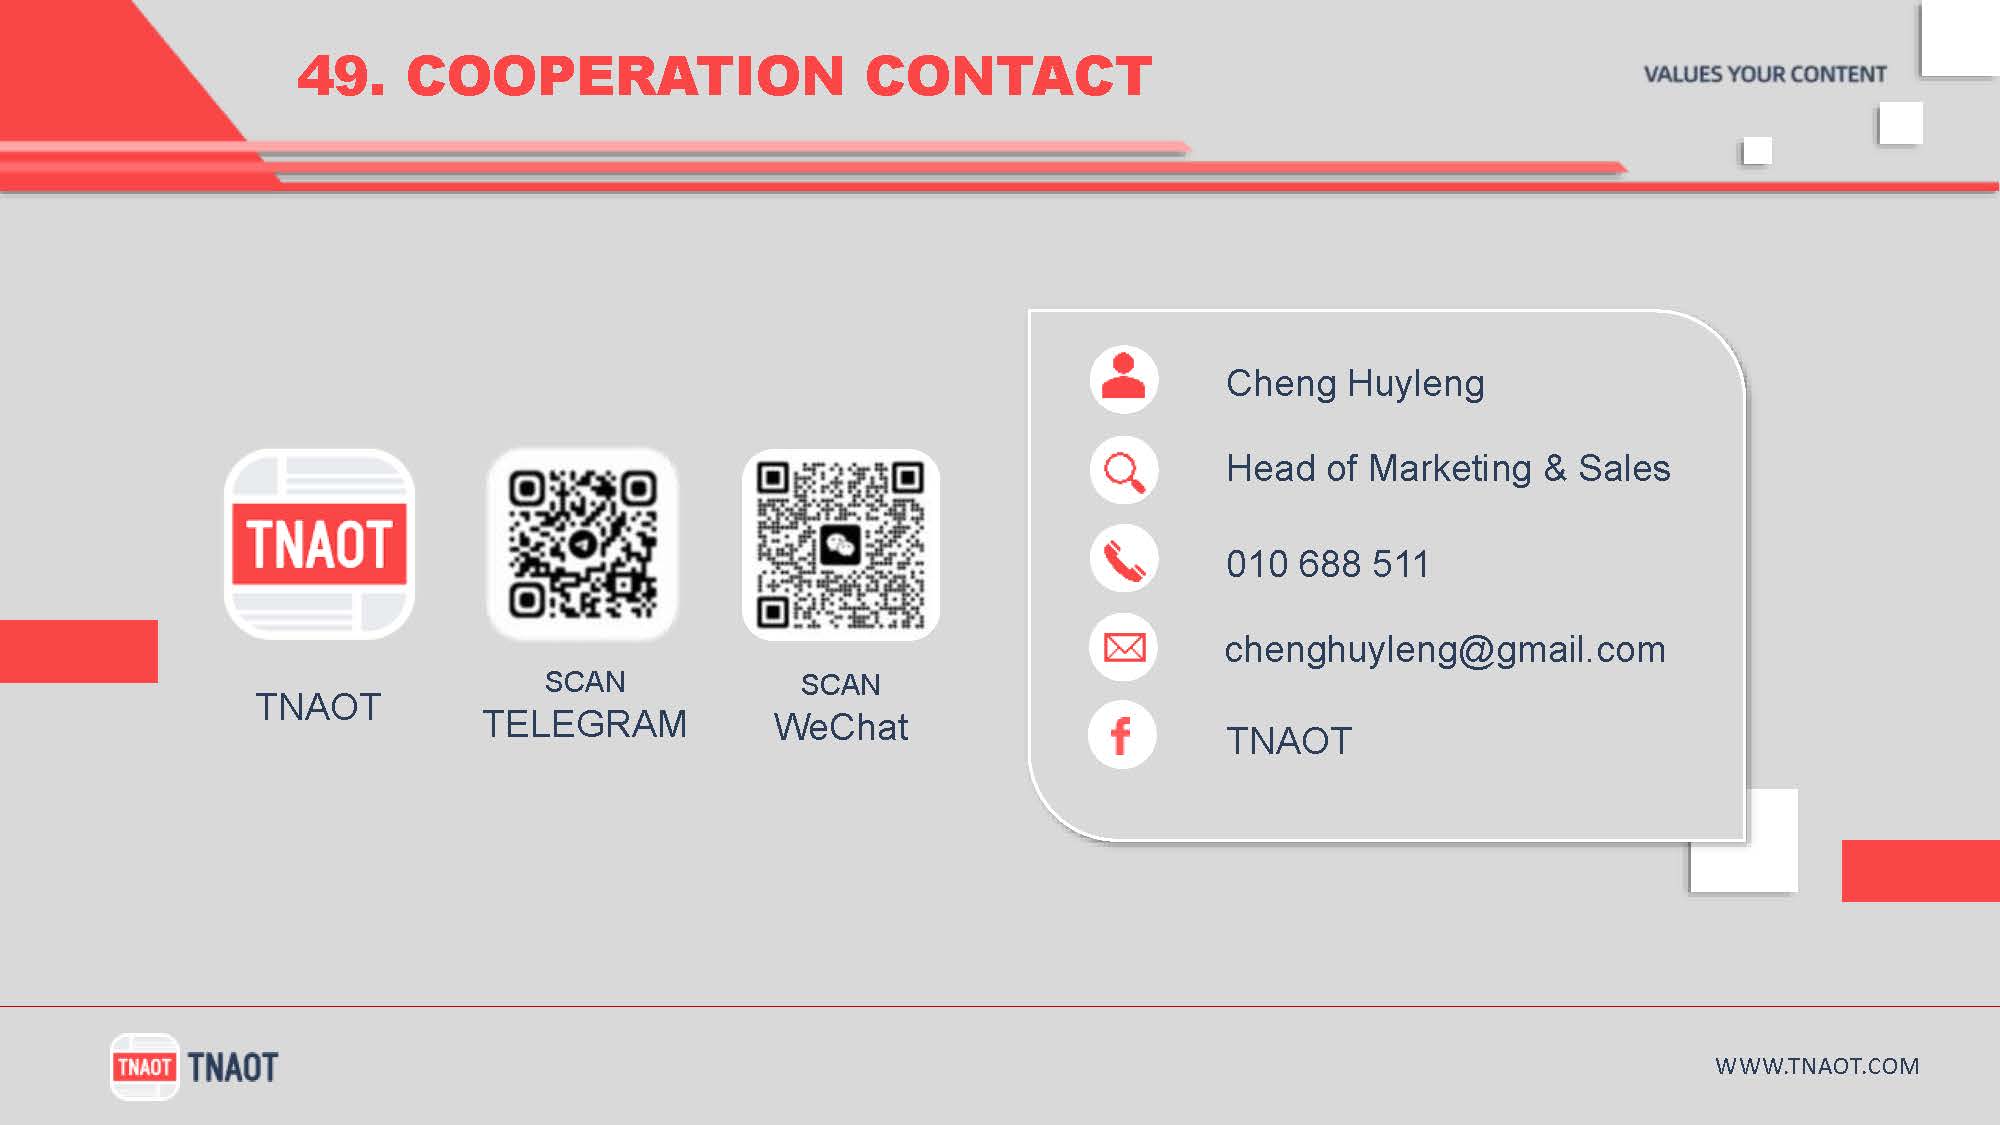 49. COOPERATION CONTACT
VALUES YOUR CONTENT
TNAOT
TNAOT
SCAN
TELEGRAM
SCAN
WeChat
Cheng Huyleng
Head of Marketing & Sales
010 688 511
chenghuyleng@gmail.com
TNAOT
TNAOT
TNAOT
WWW.TNAOT.COM